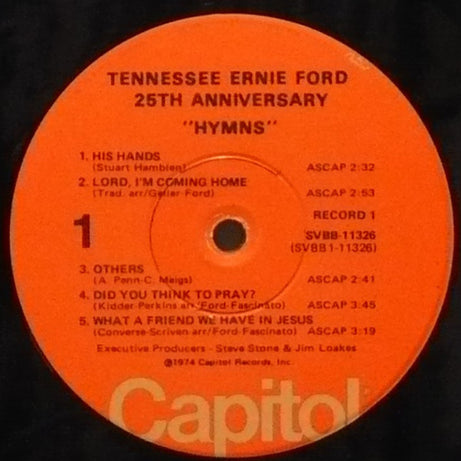 TENNESSEE ERNIE FORD
25TH ANNIVERSARY
"HYMNS"
1. HIS HANDS
(Stuart Hamblen) ASCAP 2:32
2. LORD, I'M COMING HOME
(Trad. arr/Geller-Ford) ASCAP 2:53
1 RECORD 1
SVBB-11326
(SVBB 1-11326)
3. OTHERS
(A. Penn-C. Meigs) ASCAP 2:41
4. DID YOU THINK TO PRAY?
(Kidder-Perkins arr/Ford-Fascinato) ASCAP 3:45
5. WHAT A FRIEND WE HAVE IN JESUS
(Converse-Scriven arr/Ford-Fascinato) ASCAP 3:19
Executive Producers - Steve Stone & Jim Loakes
℗1974 Capitol Records, Inc.
Capitol